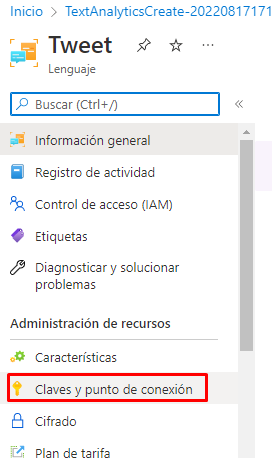 Inicio > TextAnalyticsCreate-20220817171
Tweet
Lenguaje
Buscar (Ctrl+/)
Información general
Registro de actividad
Control de acceso (IAM)
Etiquetas
Diagnosticar y solucionar
problemas
Administración de recursos
Características
Claves y punto de conexión
Cifrado
Plan de tarifa